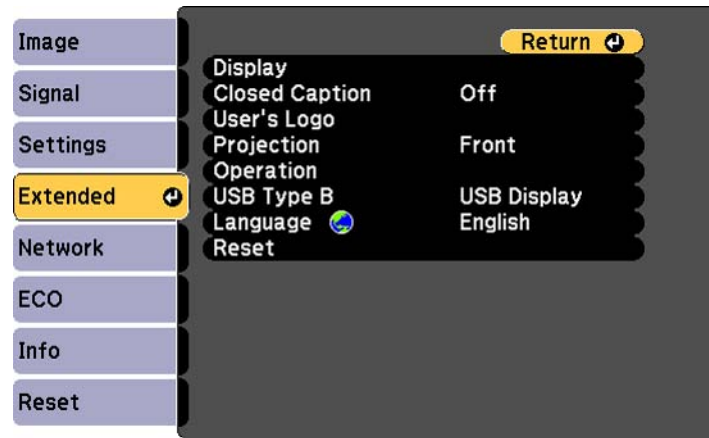 Image
Signal
Settings
Extended
Network
ECO
Info
Reset
Return
Display
Closed Caption Off
User's Logo
Projection Front
Operation
USB Type B USB Display
Language English
Reset